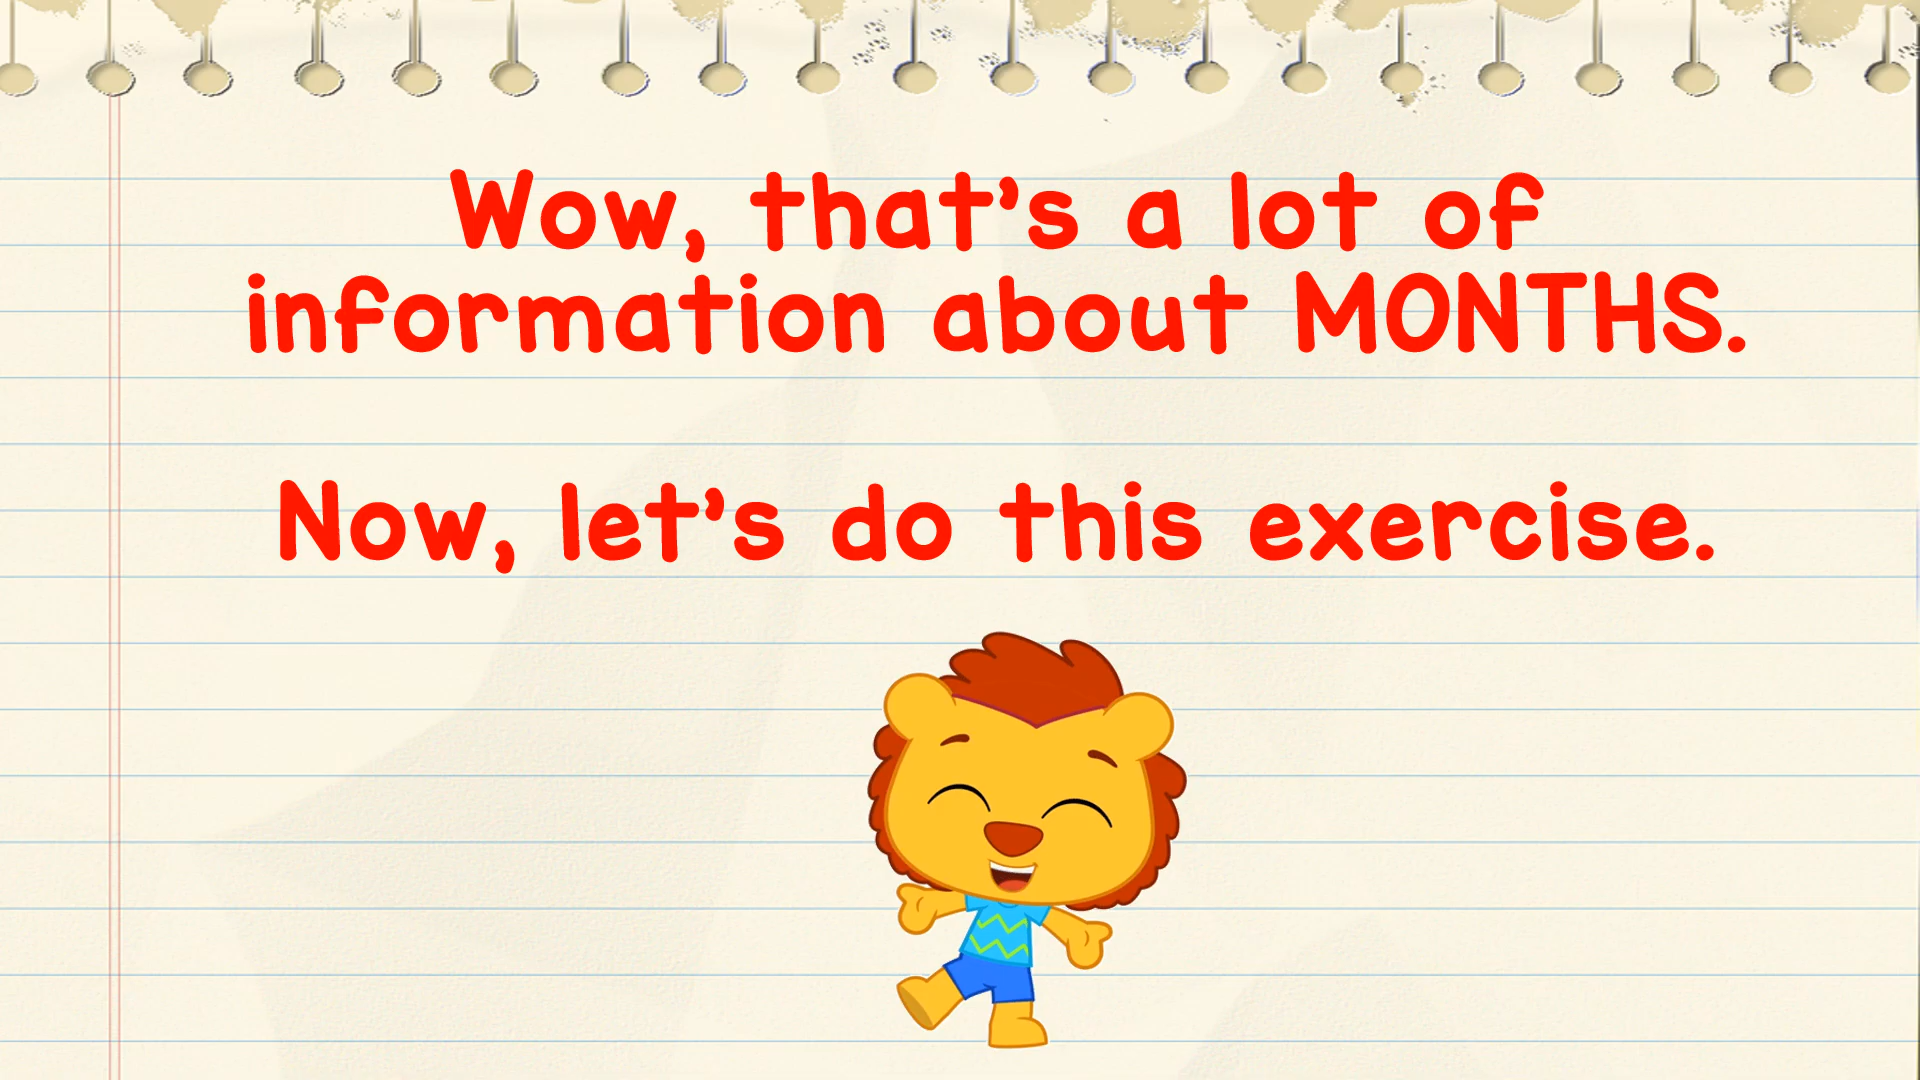 Wow, that's a lot of
information about MONTHS.
Now, let's do this exercise.